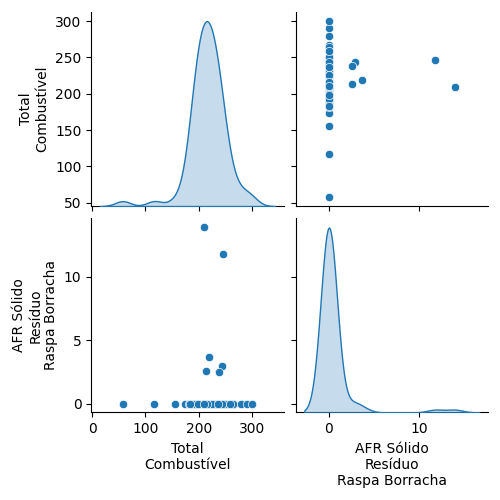 300
250
200
150
100
50
Total
Combustível
10
5
0
AFR Sólido
Resíduo
Raspa Borracha
0
100
200
300
Total
Combustível
0
10
AFR Sólido
Resíduo
Raspa Borracha